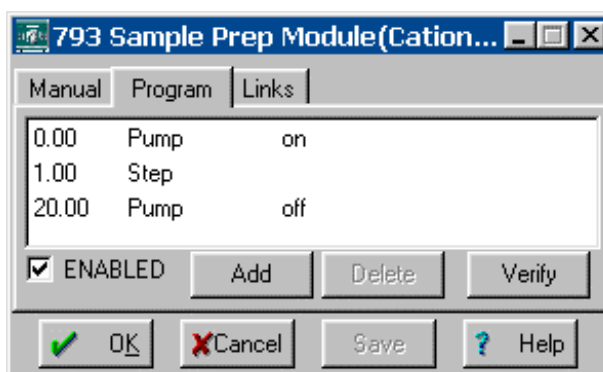 793 Sample Prep Module(Cation...
Manual Program Links
0.00 Pump on
1.00 Step
20.00 Pump off
ENABLED Add Delete Verify
OK Cancel Save ? Help